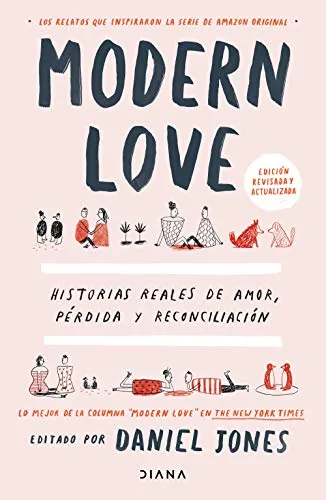 LOS RELATOS QUE INSPIRARON LA SERIE DE AMAZON ORIGINAL
MODERN
LOVE
EDICIÓN
REVISADA Y
ACTUALIZADA
HISTORIAS REALES DE AMOR,
PÉRDIDA Y RECONCILIACIÓN
LO MEJOR DE LA COLUMNA "MODERN LOVE" EN THE NEW YORK TIMES
EDITADO POR DANIEL JONES
DIANA